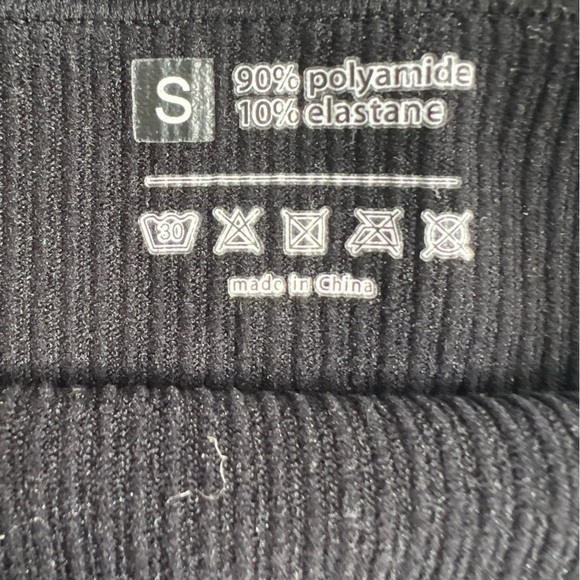 S
90% polyamide
10% elastane
30
made in China